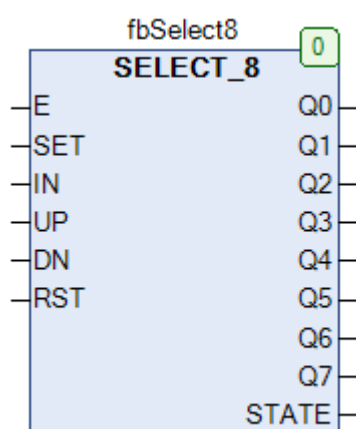 fbSelect8
0
SELECT_8
E Q0
SET Q1
IN Q2
UP Q3
DN Q4
RST Q5
Q6
Q7
STATE